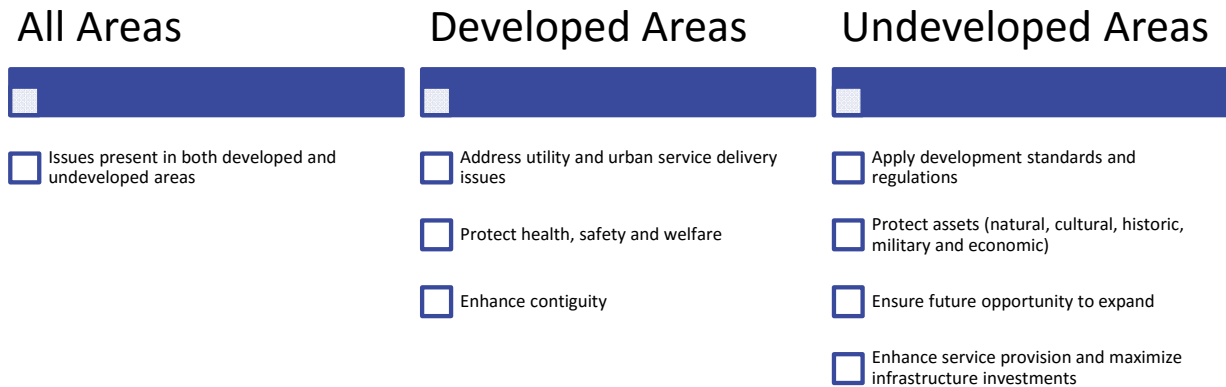 All Areas
Issues present in both developed and
undeveloped areas
Developed Areas
Address utility and urban service delivery
issues
Protect health, safety and welfare
Enhance contiguity
Undeveloped Areas
Apply development standards and
regulations
Protect assets (natural, cultural, historic,
military and economic)
Ensure future opportunity to expand
Enhance service provision and maximize
infrastructure investments